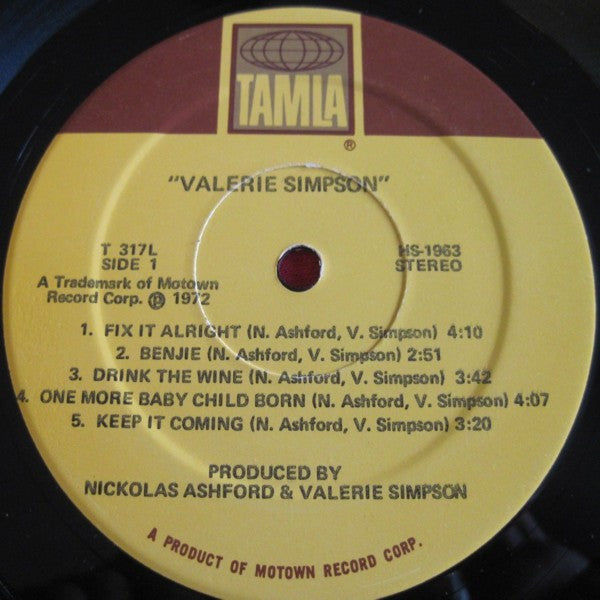 TAMLA
®
"VALERIE SIMPSON"
T 317L
SIDE 1
HS-1963
STEREO
A Trademark of Motown
Record Corp. ℗ 1972
1. FIX IT ALRIGHT (N. Ashford, V. Simpson) 4:10
2. BENJIE (N. Ashford, V. Simpson) 2:51
3. DRINK THE WINE (N. Ashford, V. Simpson) 3:42
4. ONE MORE BABY CHILD BORN (N. Ashford, V. Simpson) 4:07
5. KEEP IT COMING (N. Ashford, V. Simpson) 3:20
PRODUCED BY
NICKOLAS ASHFORD & VALERIE SIMPSON
A PRODUCT OF MOTOWN RECORD CORP.